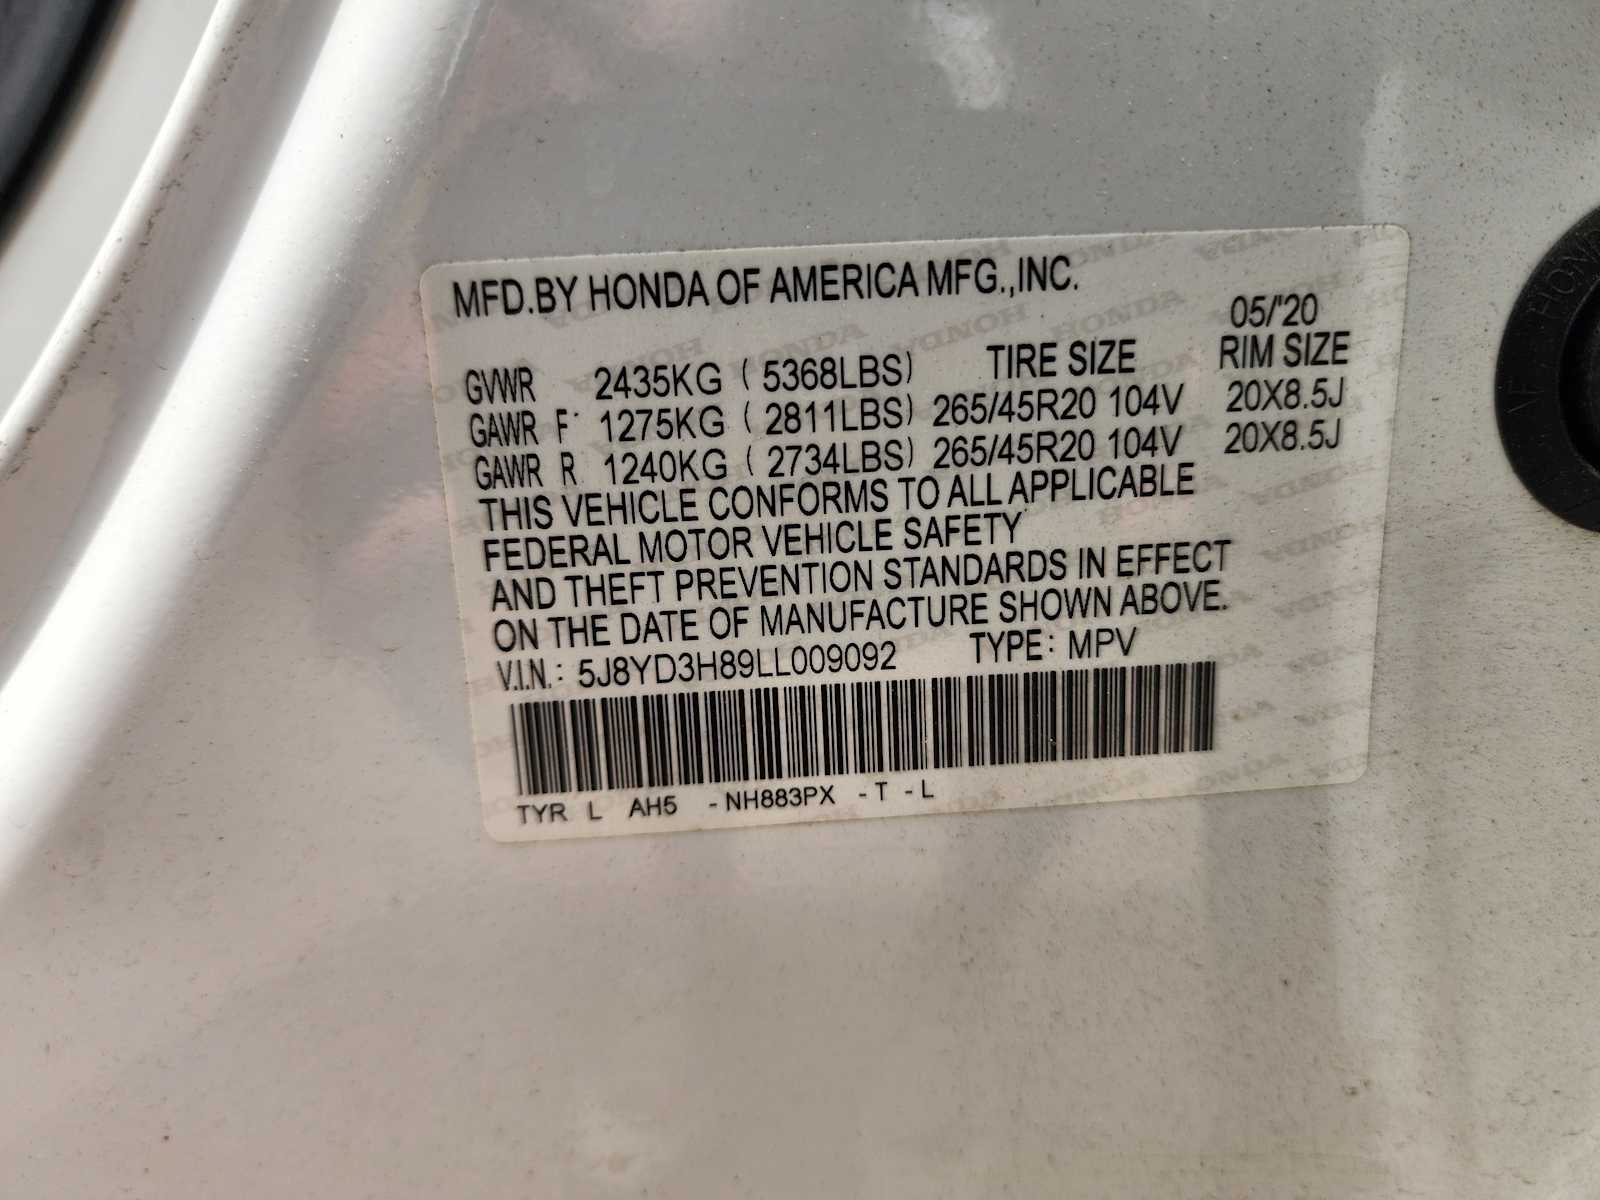 MFD.BY HONDA OF AMERICA MFG.,INC.
05/'20
GVWR 2435KG ( 5368LBS) TIRE SIZE RIM SIZE
GAWR F 1275KG ( 2811LBS) 265/45R20 104V 20X8.5J
GAWR R 1240KG ( 2734LBS) 265/45R20 104V 20X8.5J
THIS VEHICLE CONFORMS TO ALL APPLICABLE
FEDERAL MOTOR VEHICLE SAFETY
AND THEFT PREVENTION STANDARDS IN EFFECT
ON THE DATE OF MANUFACTURE SHOWN ABOVE.
V.I.N.: 5J8YD3H89LL009092 TYPE: MPV
TYR L AH5 -NH883PX -T -L